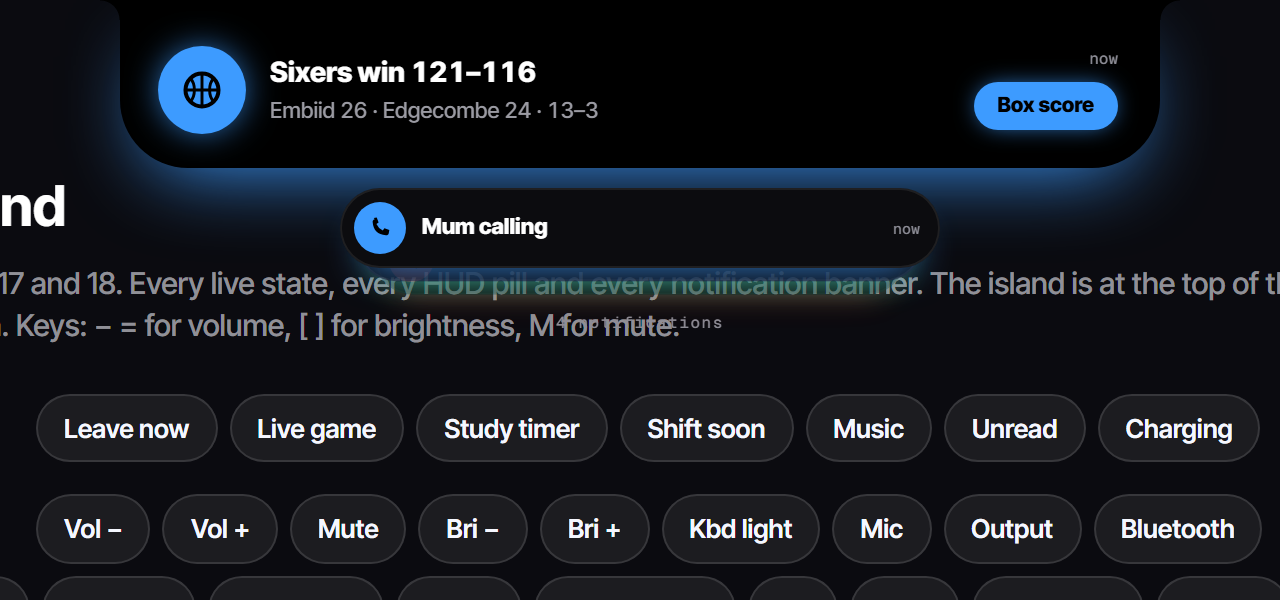 Sixers win 121–116
now
Embiid 26 · Edgecombe 24 · 13–3
Box score
nd
Mum calling
now
17 and 18. Every live state, every HUD pill and every notification banner. The island is at the top of t
. Keys: – = for volume, [ ] for brightness, M for mute.
4 notifications
Leave now
Live game
Study timer
Shift soon
Music
Unread
Charging
Vol –
Vol +
Mute
Bri –
Bri +
Kbd light
Mic
Output
Bluetooth